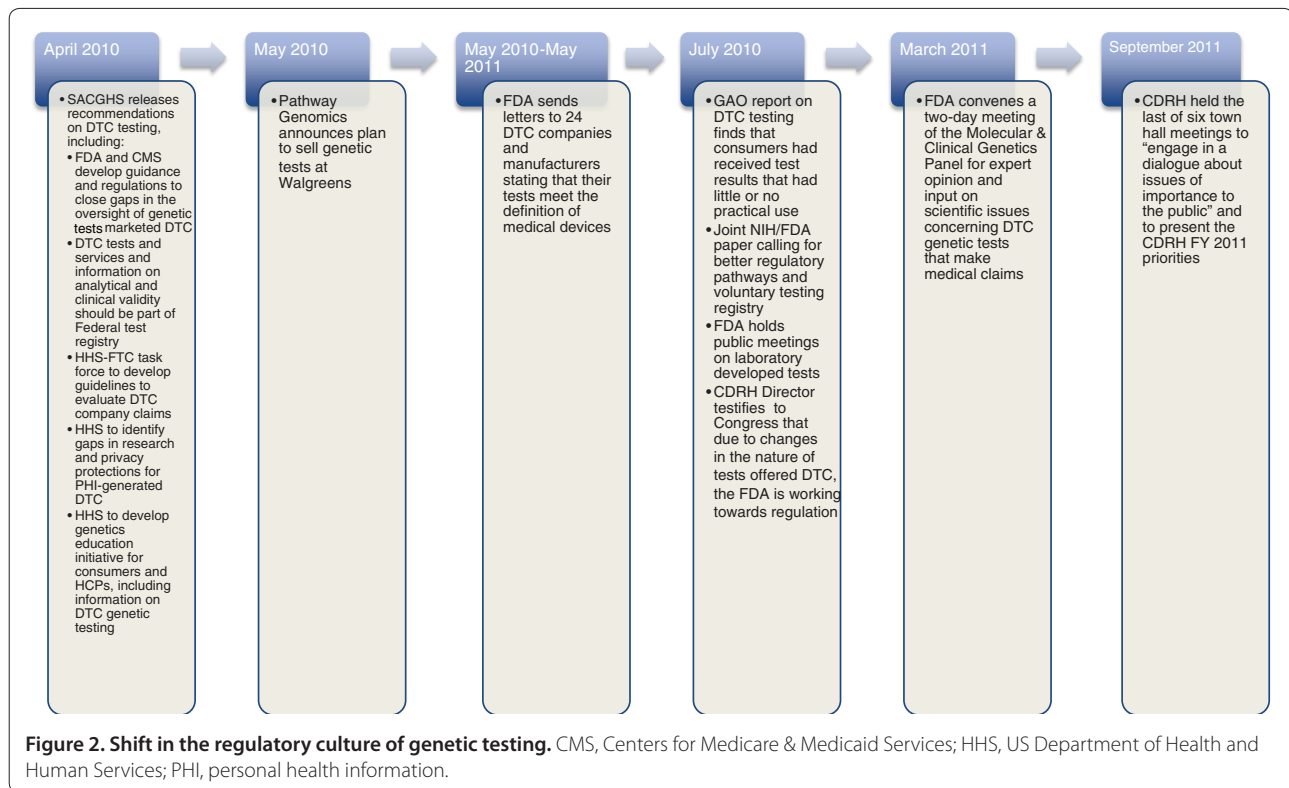 April 2010
• SACGHS releases
recommendations
on DTC testing,
including:
• FDA and CMS
develop guidance
and regulations to
close gaps in the
oversight of genetic
tests marketed DTC
• DTC tests and
services and
information on
analytical and
clinical validity
should be part of
Federal test
registry
• HHS-FTC task
force to develop
guidelines to
evaluate DTC
company claims
• HHS to identify
gaps in research
and privacy
protections for
PHI-generated
DTC
• HHS to develop
genetics
education
initiative for
consumers and
HCPs, including
information on
DTC genetic
testing
May 2010
• Pathway
Genomics
announces plan
to sell genetic
tests at
Walgreens
May 2010-May
2011
• FDA sends
letters to 24
DTC companies
and
manufacturers
stating that their
tests meet the
definition of
medical devices
July 2010
• GAO report on
DTC testing
finds that
consumers had
received test
results that had
little or no
practical use
• Joint NIH/FDA
paper calling for
better regulatory
pathways and
voluntary testing
registry
• FDA holds
public meetings
on laboratory
developed tests
• CDRH Director
testifies to
Congress that
due to changes
in the nature of
tests offered DTC,
the FDA is working
towards regulation
March 2011
• FDA convenes a
two-day meeting
of the Molecular &
Clinical Genetics
Panel for expert
opinion and
input on
scientific issues
concerning DTC
genetic tests
that make
medical claims
September 2011
• CDRH held the
last of six town
hall meetings to
“engage in a
dialogue about
issues of
importance to
the public” and
to present the
CDRH FY 2011
priorities
Figure 2. Shift in the regulatory culture of genetic testing. CMS, Centers for Medicare & Medicaid Services; HHS, US Department of Health and
Human Services; PHI, personal health information.